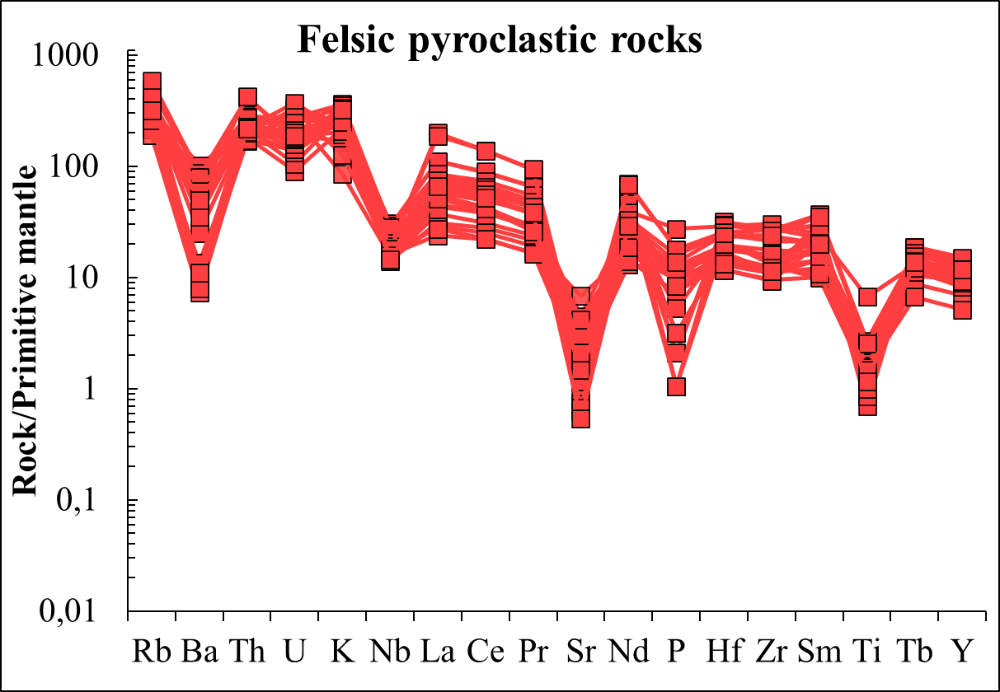 Felsic pyroclastic rocks
Rock/Primitive mantle
1000
100
10
1
0,1
0,01
Rb Ba Th U K Nb La Ce Pr Sr Nd P Hf Zr Sm Ti Tb Y